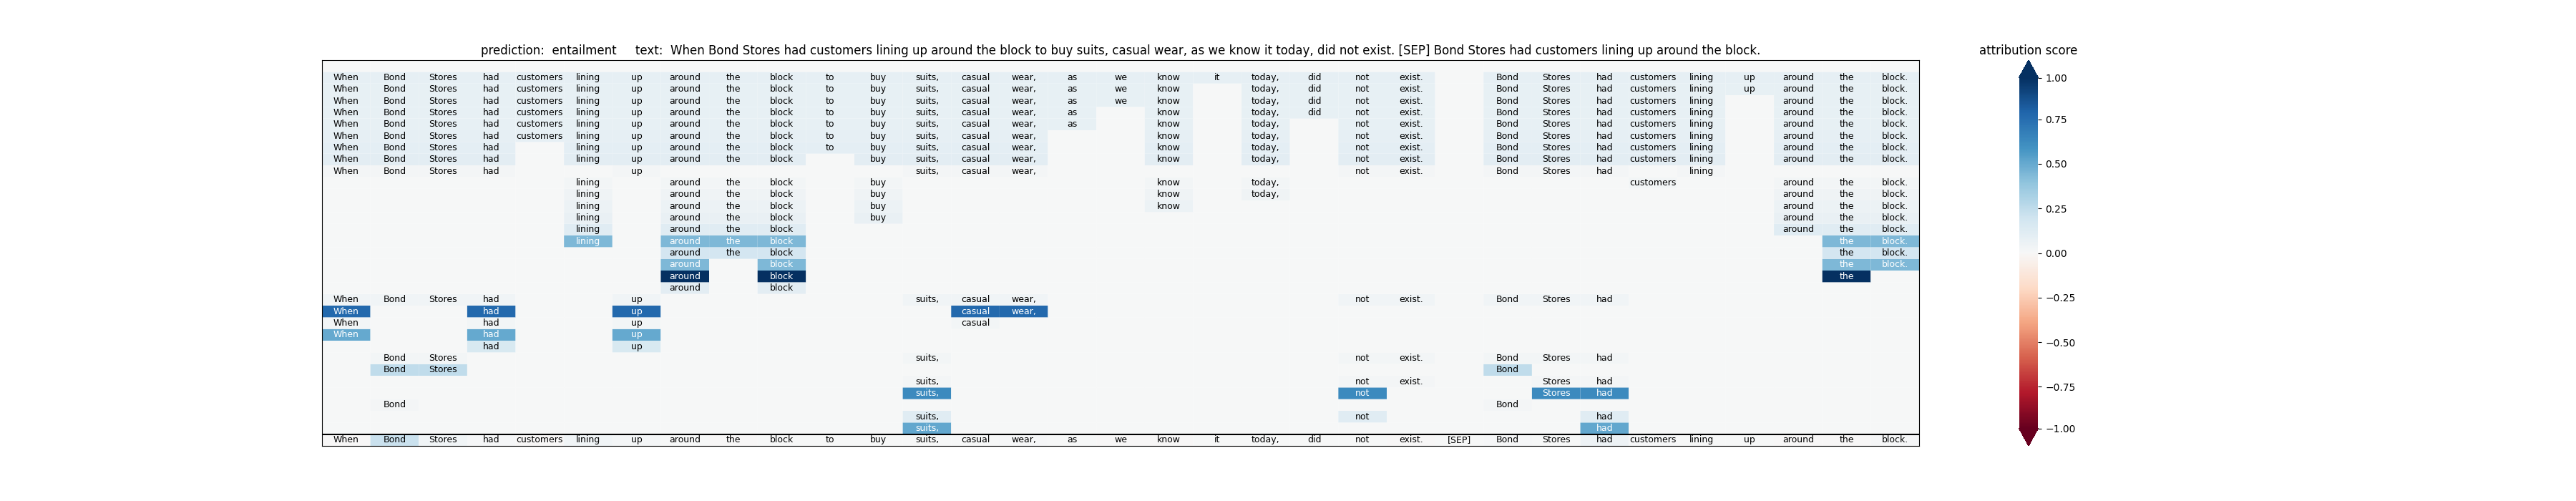 prediction: entailment text: When Bond Stores had customers lining up around the block to buy suits, casual wear, as we know it today, did not exist. [SEP] Bond Stores had customers lining up around the block.
attribution score
When Bond Stores had customers lining up around the block to buy suits, casual wear, as we know it today, did not exist. Bond Stores had customers lining up around the block.
When Bond Stores had customers lining up around the block to buy suits, casual wear, as we know today, did not exist. Bond Stores had customers lining up around the block.
When Bond Stores had customers lining up around the block to buy suits, casual wear, as we know today, did not exist. Bond Stores had customers lining around the block.
When Bond Stores had customers lining up around the block to buy suits, casual wear, as know today, did not exist. Bond Stores had customers lining around the block.
When Bond Stores had customers lining up around the block to buy suits, casual wear, as know today, not exist. Bond Stores had customers lining around the block.
When Bond Stores had customers lining up around the block to buy suits, casual wear, know today, not exist. Bond Stores had customers lining around the block.
When Bond Stores had lining up around the block to buy suits, casual wear, know today, not exist. Bond Stores had customers lining around the block.
When Bond Stores had lining up around the block buy suits, casual wear, know today, not exist. Bond Stores had customers lining around the block.
When Bond Stores had up suits, casual wear, not exist. Bond Stores had lining
lining around the block buy know today, customers around the block.
lining around the block buy know today, around the block.
lining around the block buy know around the block.
lining around the block buy around the block.
lining around the block around the block.
lining around the block the block.
around the block the block.
around block the block.
around block the
around block
When Bond Stores had up suits, casual wear, not exist. Bond Stores had
When had up casual wear,
When had up casual
When had up
had up
Bond Stores suits, not exist. Bond Stores had
Bond Stores Bond
suits, not exist. Stores had
suits, not Stores had
Bond Bond
suits, not had
suits, had
When Bond Stores had customers lining up around the block to buy suits, casual wear, as we know it today, did not exist. [SEP] Bond Stores had customers lining up around the block.
1.00
0.75
0.50
0.25
0.00
−0.25
−0.50
−0.75
−1.00